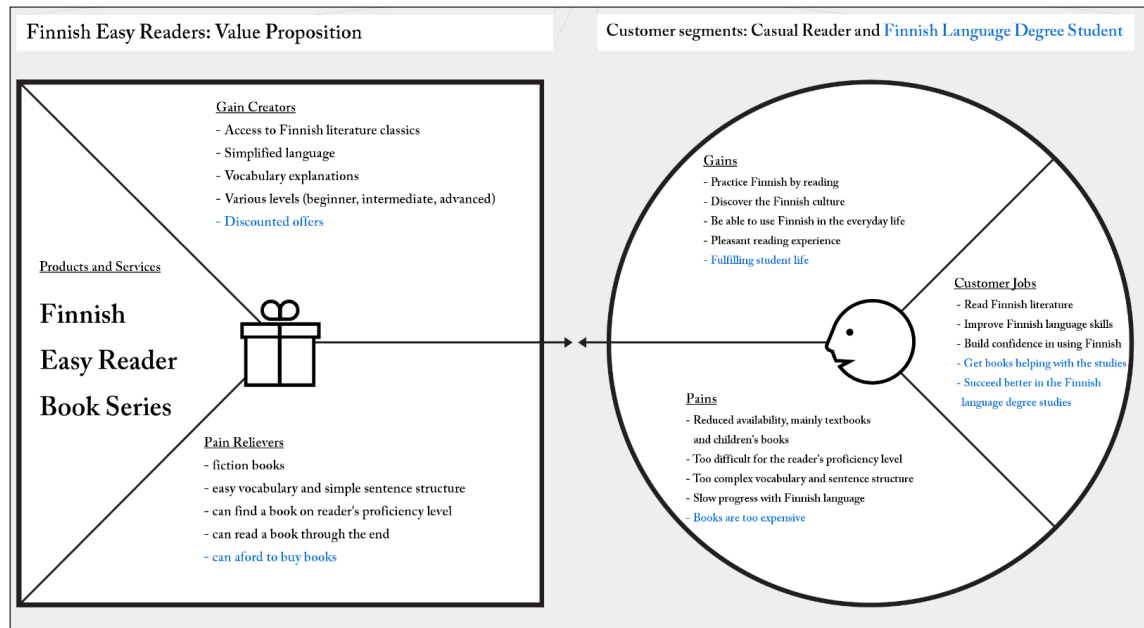 Finnish Easy Readers: Value Proposition
Customer segments: Casual Reader and Finnish Language Degree Student
Gain Creators
- Access to Finnish literature classics
- Simplified language
- Vocabulary explanations
- Various levels (beginner, intermediate, advanced)
- Discounted offers
Products and Services
Finnish
Easy Reader
Book Series
Pain Relievers
- fiction books
- easy vocabulary and simple sentence structure
- can find a book on reader's proficiency level
- can read a book through the end
- can aford to buy books
Gains
- Practice Finnish by reading
- Discover the Finnish culture
- Be able to use Finnish in the everyday life
- Pleasant reading experience
- Fulfilling student life
Customer Jobs
- Read Finnish literature
- Improve Finnish language skills
- Build confidence in using Finnish
- Get books helping with the studies
- Succeed better in the Finnish
language degree studies
Pains
- Reduced availability, mainly textbooks
and children's books
- Too difficult for the reader's proficiency level
- Too complex vocabulary and sentence structure
- Slow progress with Finnish language
- Books are too expensive